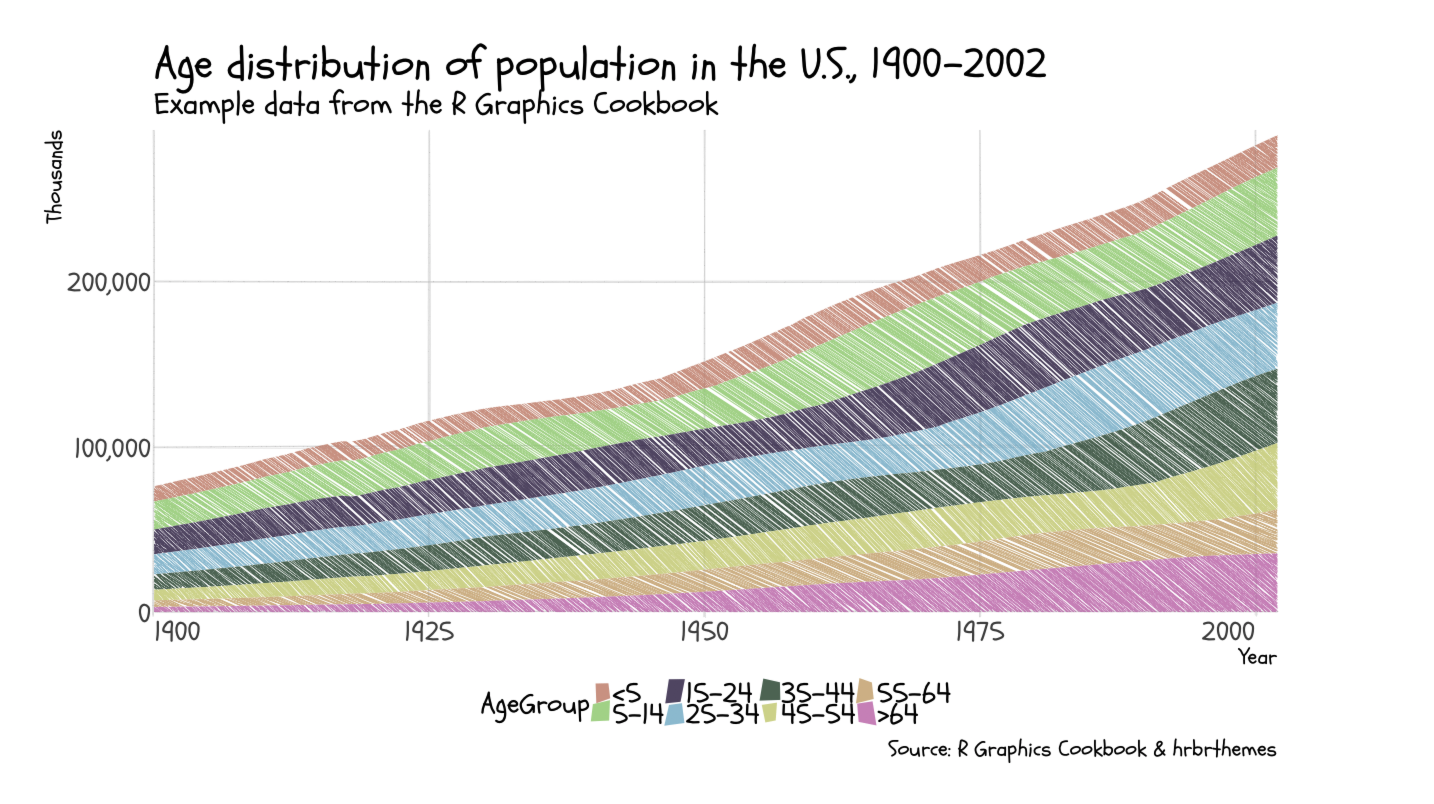 Age distribution of population in the U.S., 1900-2002
Example data from the R Graphics Cookbook
Thousands
200,000
100,000
0
1900 1925 1950 1975 2000
Year
AgeGroup
<5 15-24 35-44 55-64
5-14 25-34 45-54 >64
Source: R Graphics Cookbook & hrbrthemes